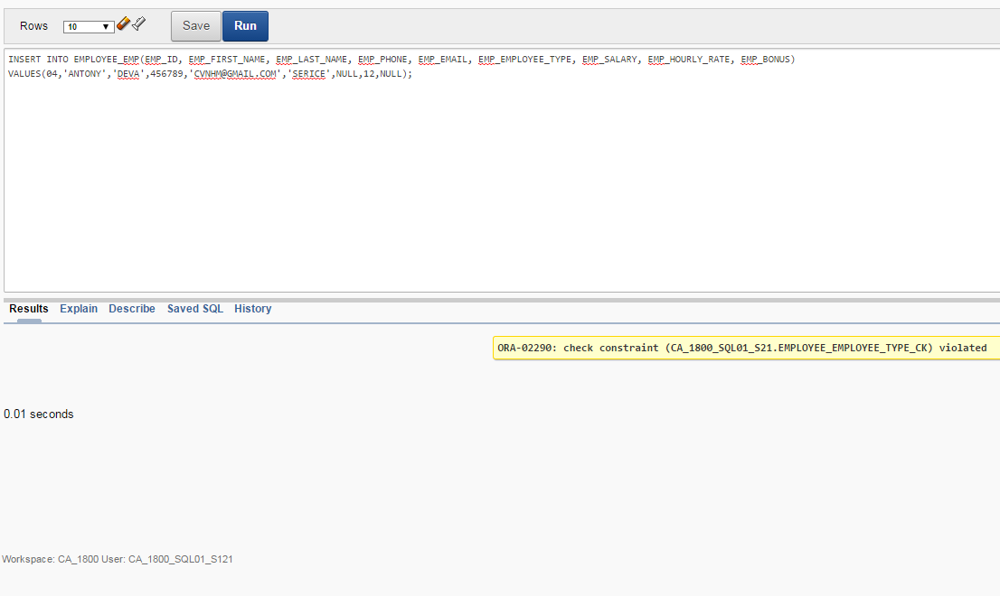 Rows 10 Save Run
INSERT INTO EMPLOYEE_EMP(EMP_ID, EMP_FIRST_NAME, EMP_LAST_NAME, EMP_PHONE, EMP_EMAIL, EMP_EMPLOYEE_TYPE, EMP_SALARY, EMP_HOURLY_RATE, EMP_BONUS)
VALUES(04,'ANTONY','DEVA',456789,'CVNHM@GMAIL.COM','SERICE',NULL,12,NULL);
Results Explain Describe Saved SQL History
ORA-02290: check constraint (CA_1800_SQL01_S21.EMPLOYEE_EMPLOYEE_TYPE_CK) violated
0.01 seconds
Workspace: CA_1800 User: CA_1800_SQL01_S121